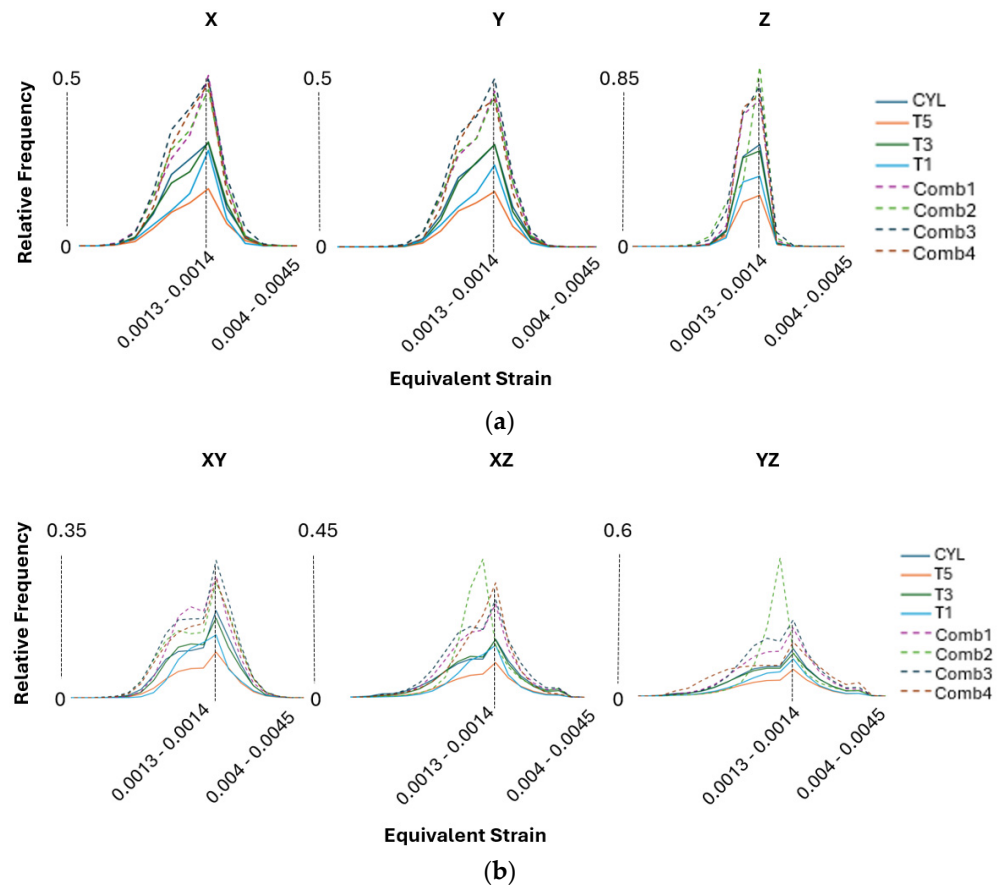 X
Y
Z
Relative Frequency
0.5
0
0.5
0
0.85
0
0.0013 - 0.0014
0.004 - 0.0045
0.0013 - 0.0014
0.004 - 0.0045
0.0013 - 0.0014
0.004 - 0.0045
CYL
T5
T3
T1
Comb1
Comb2
Comb3
Comb4
Equivalent Strain
(a)
XY
XZ
YZ
Relative Frequency
0.35
0
0.45
0
0.6
0
0.0013 - 0.0014
0.004 - 0.0045
0.0013 - 0.0014
0.004 - 0.0045
0.0013 - 0.0014
0.004 - 0.0045
CYL
T5
T3
T1
Comb1
Comb2
Comb3
Comb4
Equivalent Strain
(b)